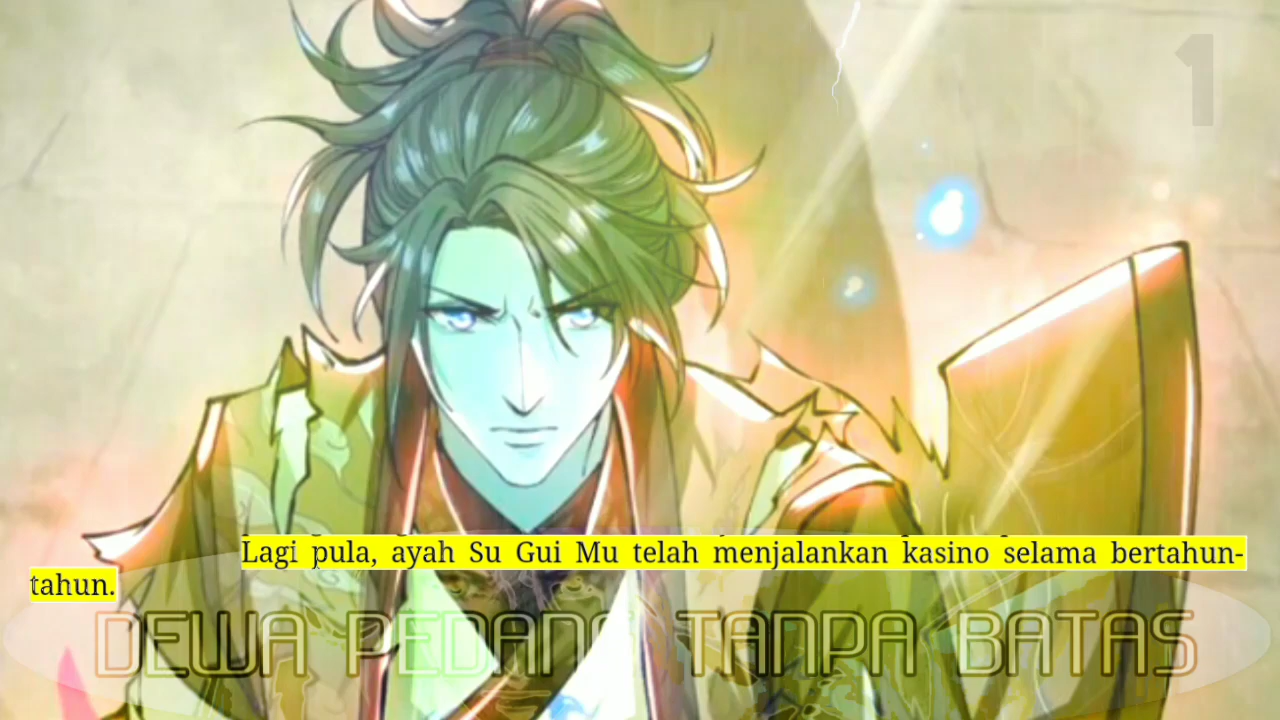 1
Lagi pula, ayah Su Gui Mu telah menjalankan kasino selama bertahun-
tahun.
DEWA PEDANG TANPA BATAS